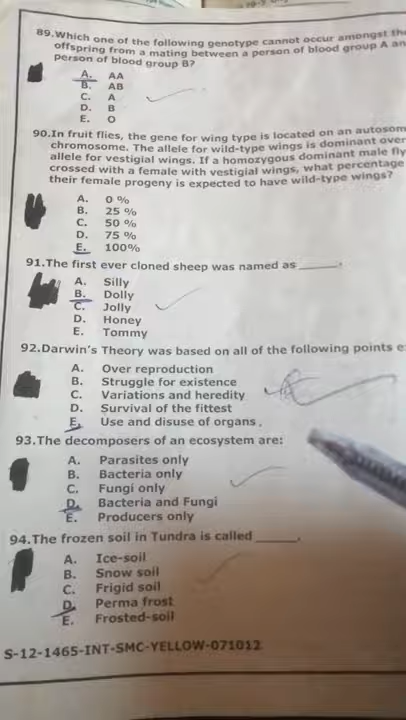 89.Which one of the following genotype cannot occur amongst the
offspring from a mating between a person of blood group A an
person of blood group B?
A. AA
B. AB
C. A
D. B
E. O
90.In fruit flies, the gene for wing type is located on an autosom
chromosome. The allele for wild-type wings is dominant over
allele for vestigial wings. If a homozygous dominant male fly
crossed with a female with vestigial wings, what percentage
their female progeny is expected to have wild-type wings?
A. 0 %
B. 25 %
C. 50 %
D. 75 %
E. 100%
91.The first ever cloned sheep was named as ______.
A. Silly
B. Dolly
C. Jolly
D. Honey
E. Tommy
92.Darwin's Theory was based on all of the following points e
A. Over reproduction
B. Struggle for existence
C. Variations and heredity
D. Survival of the fittest
E. Use and disuse of organs.
93.The decomposers of an ecosystem are:
A. Parasites only
B. Bacteria only
C. Fungi only
D. Bacteria and Fungi
E. Producers only
94.The frozen soil in Tundra is called ______.
A. Ice-soil
B. Snow soil
C. Frigid soil
D. Perma frost
E. Frosted-soil
S-12-1465-INT-SMC-YELLOW-071012